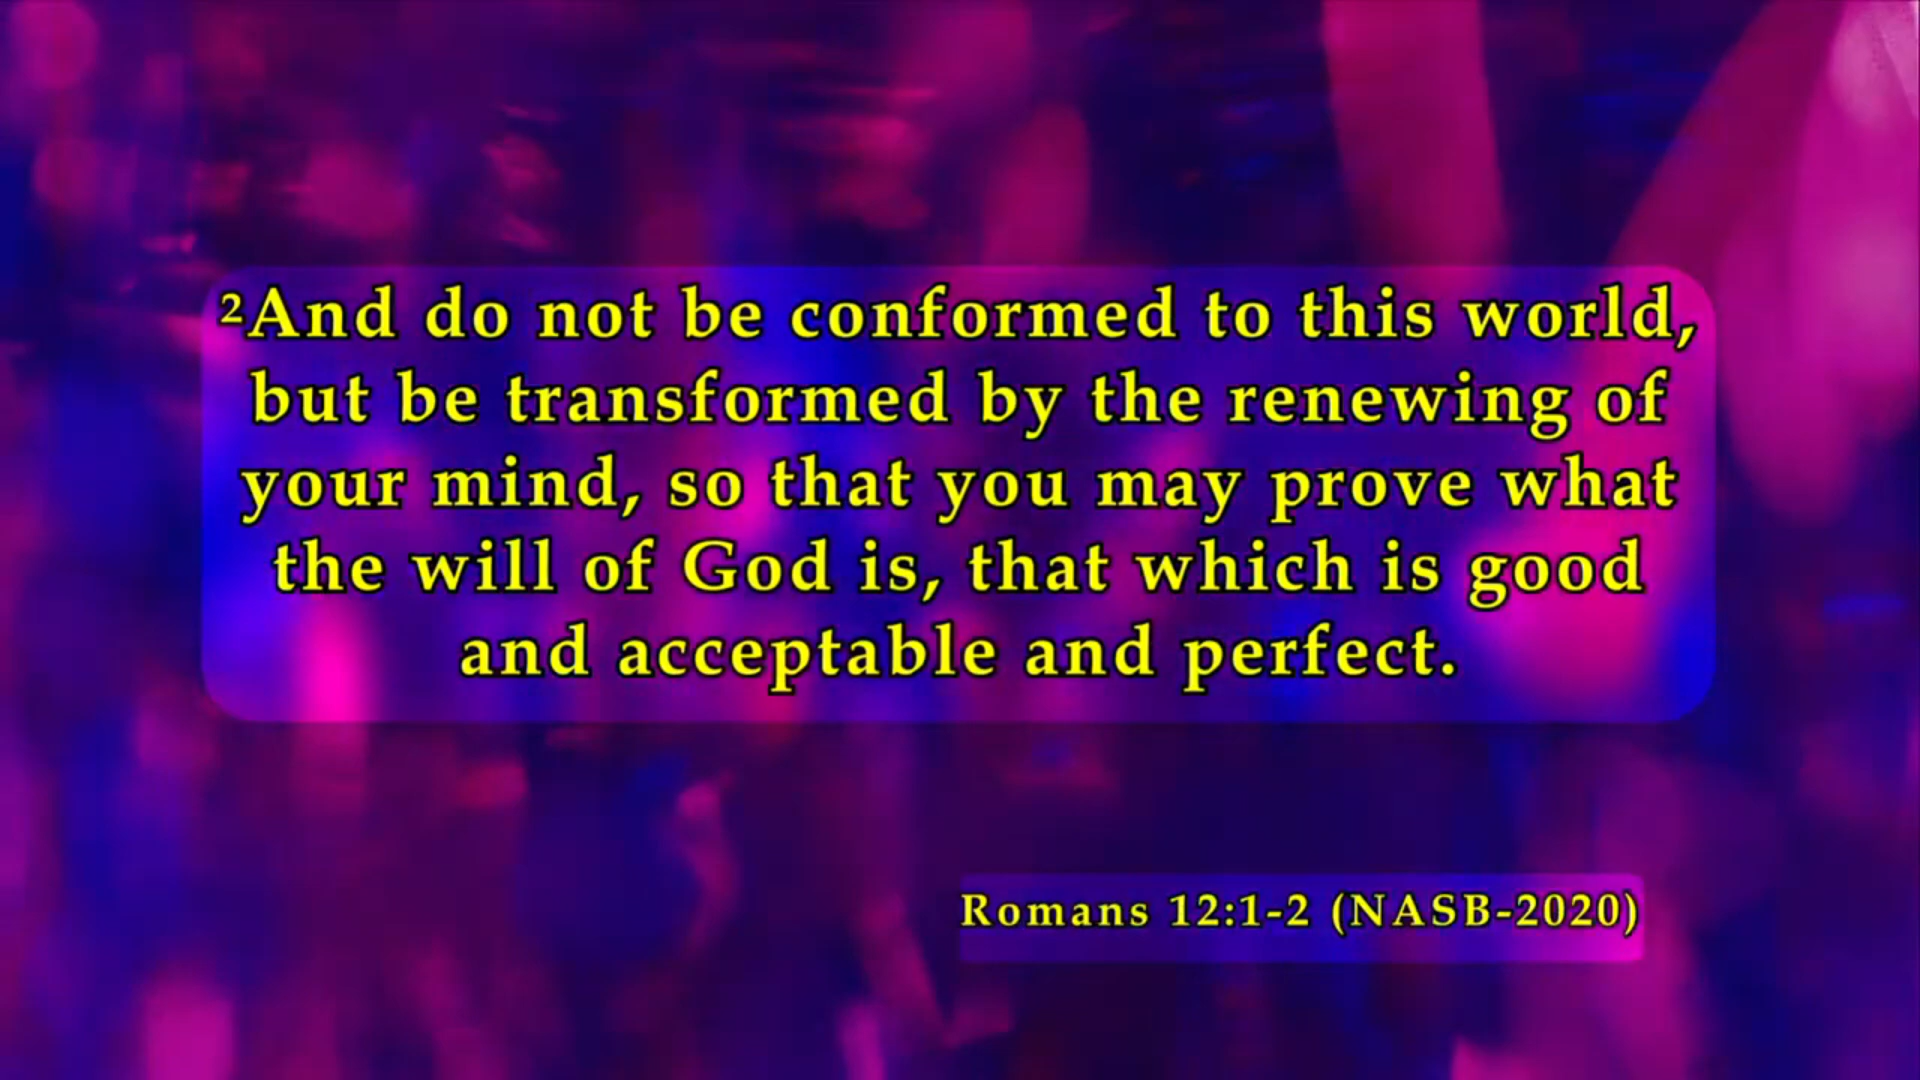 ²And do not be conformed to this world,
but be transformed by the renewing of
your mind, so that you may prove what
the will of God is, that which is good
and acceptable and perfect.
Romans 12:1-2 (NASB-2020)